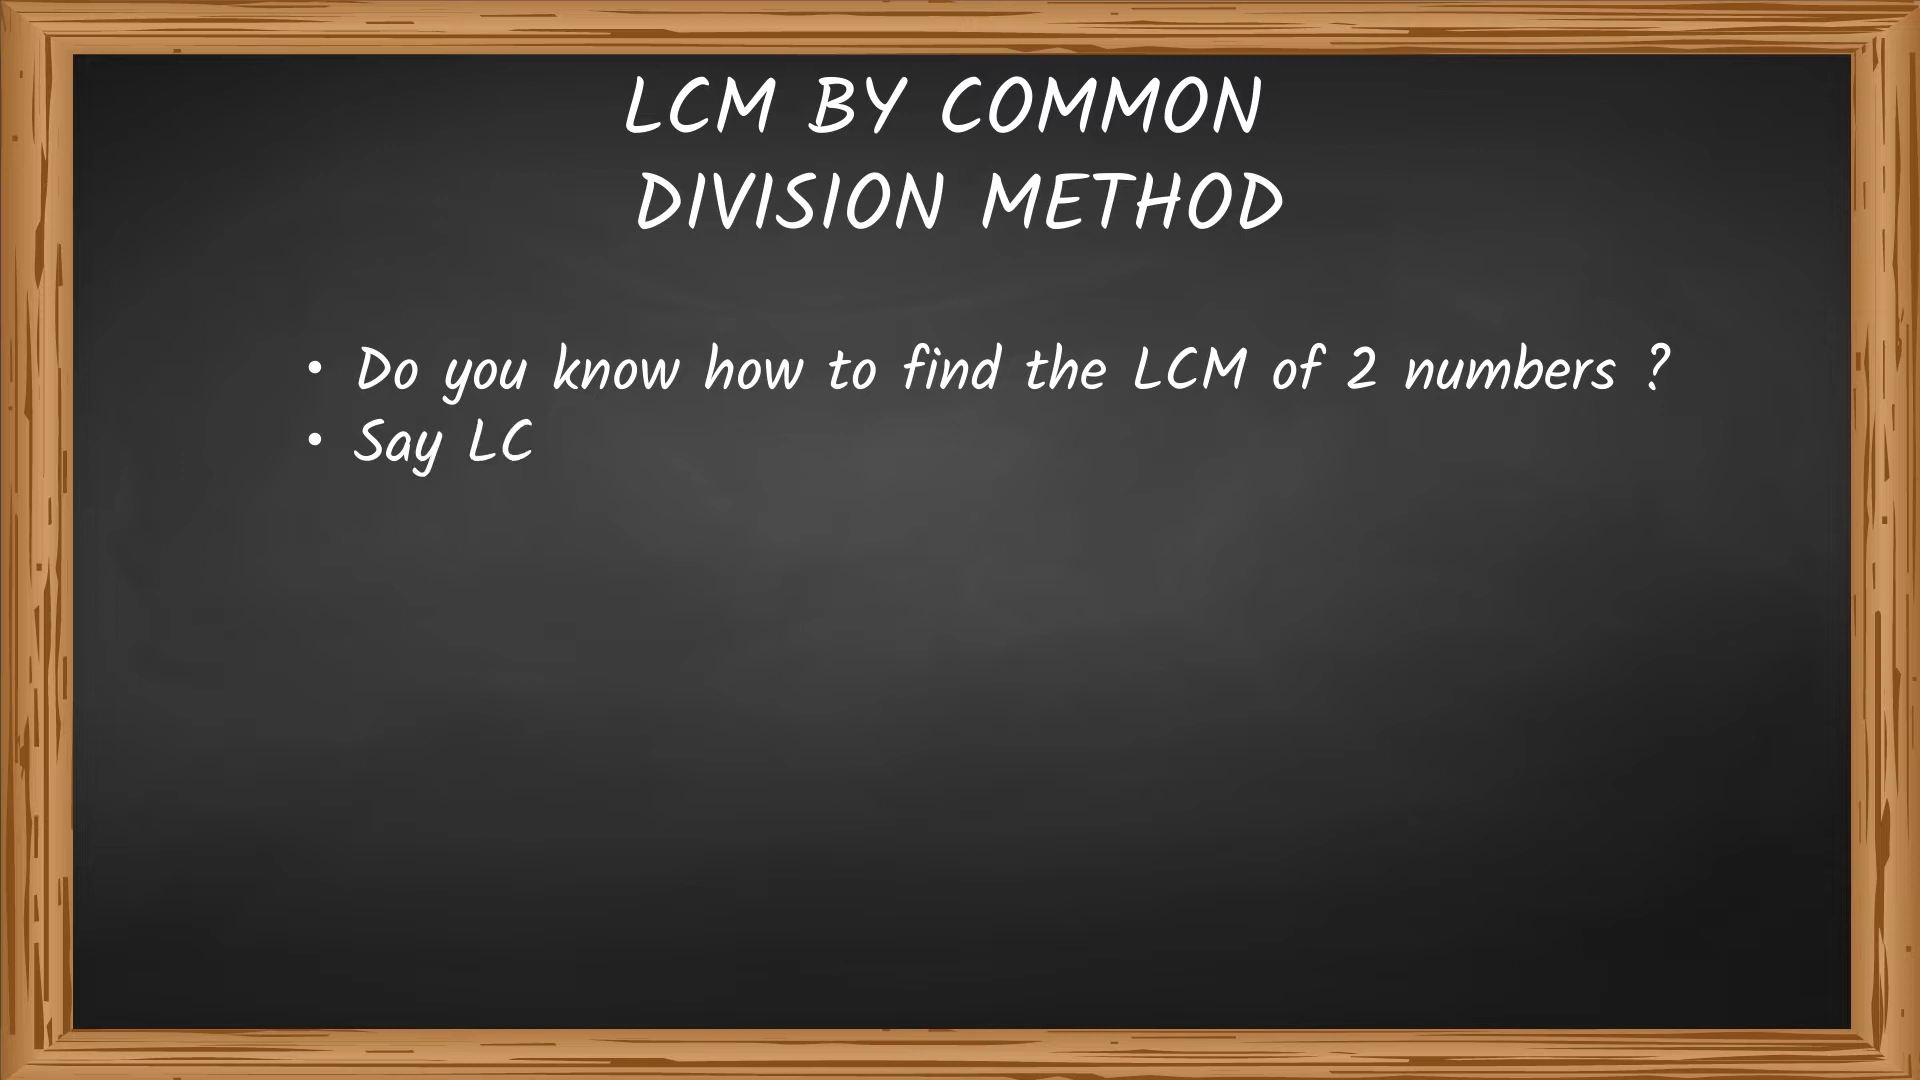 LCM BY COMMON
DIVISION METHOD
• Do you know how to find the LCM of 2 numbers ?
• Say LC